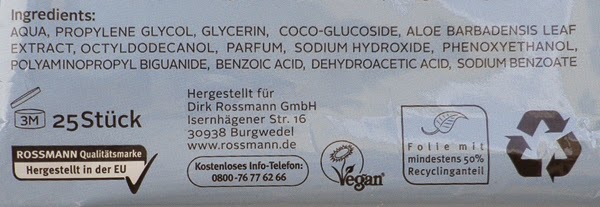 Ingredients:
AQUA, PROPYLENE GLYCOL, GLYCERIN, COCO-GLUCOSIDE, ALOE BARBADENSIS LEAF
EXTRACT, OCTYLDODECANOL, PARFUM, SODIUM HYDROXIDE, PHENOXYETHANOL,
POLYAMINOPROPYL BIGUANIDE, BENZOIC ACID, DEHYDROACETIC ACID, SODIUM BENZOATE
3M
25 Stück
ROSSMANN Qualitätsmarke
Hergestellt in der EU
Hergestellt für
Dirk Rossmann GmbH
Isernhägener Str. 16
30938 Burgwedel
www.rossmann.de
Kostenloses Info-Telefon:
0800-76 77 62 66
Vegan
Folie mit
mindestens 50%
Recyclinganteil